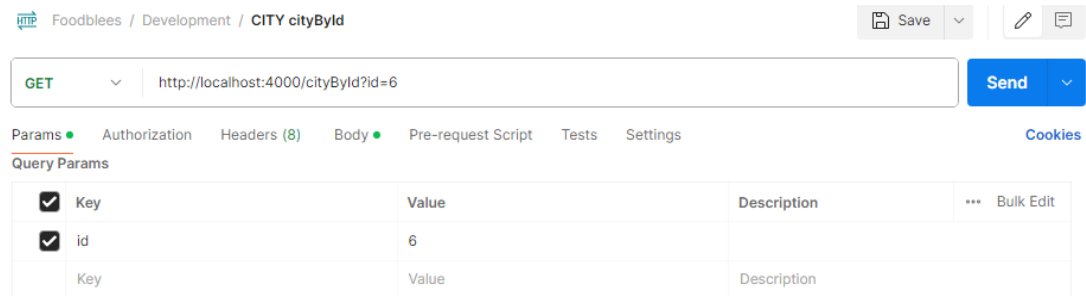 HTTP Foodblees / Development / CITY cityById Save
GET http://localhost:4000/cityById?id=6 Send
Params Authorization Headers (8) Body Pre-request Script Tests Settings Cookies
Query Params
Key Value Description ... Bulk Edit
id 6
Key Value Description